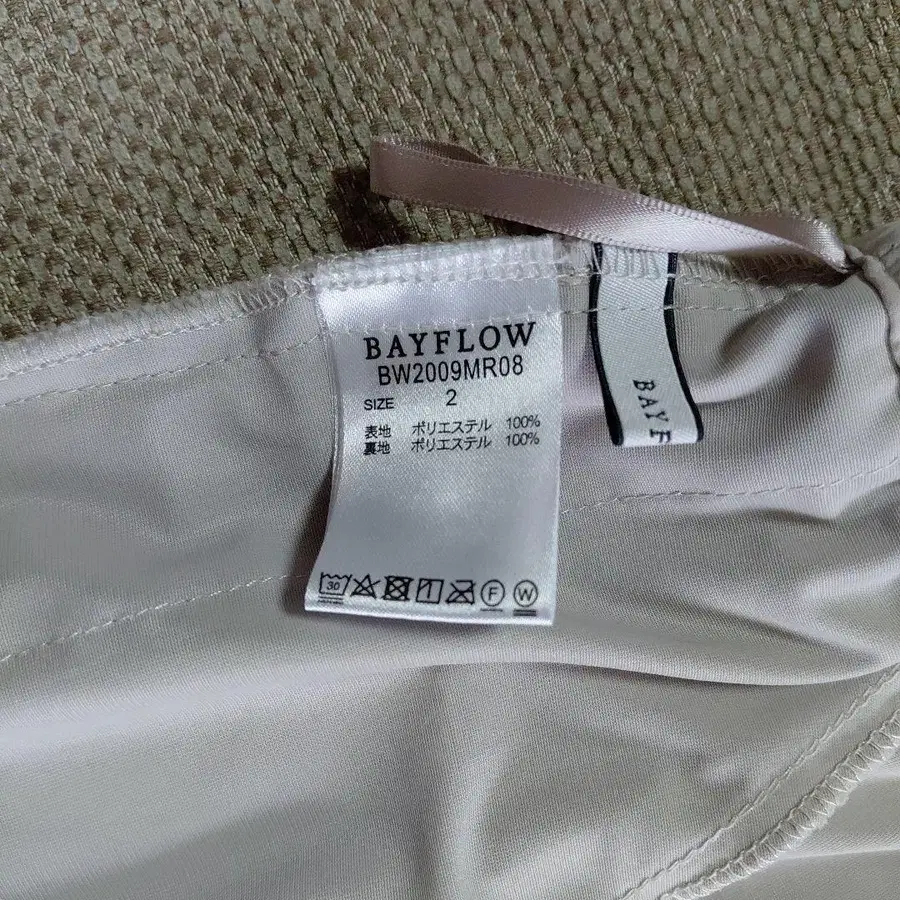 BAYFLOW
BW2009MR08
SIZE 2
表地 ポリエステル 100%
裏地 ポリエステル 100%
30
F
W
BAYF